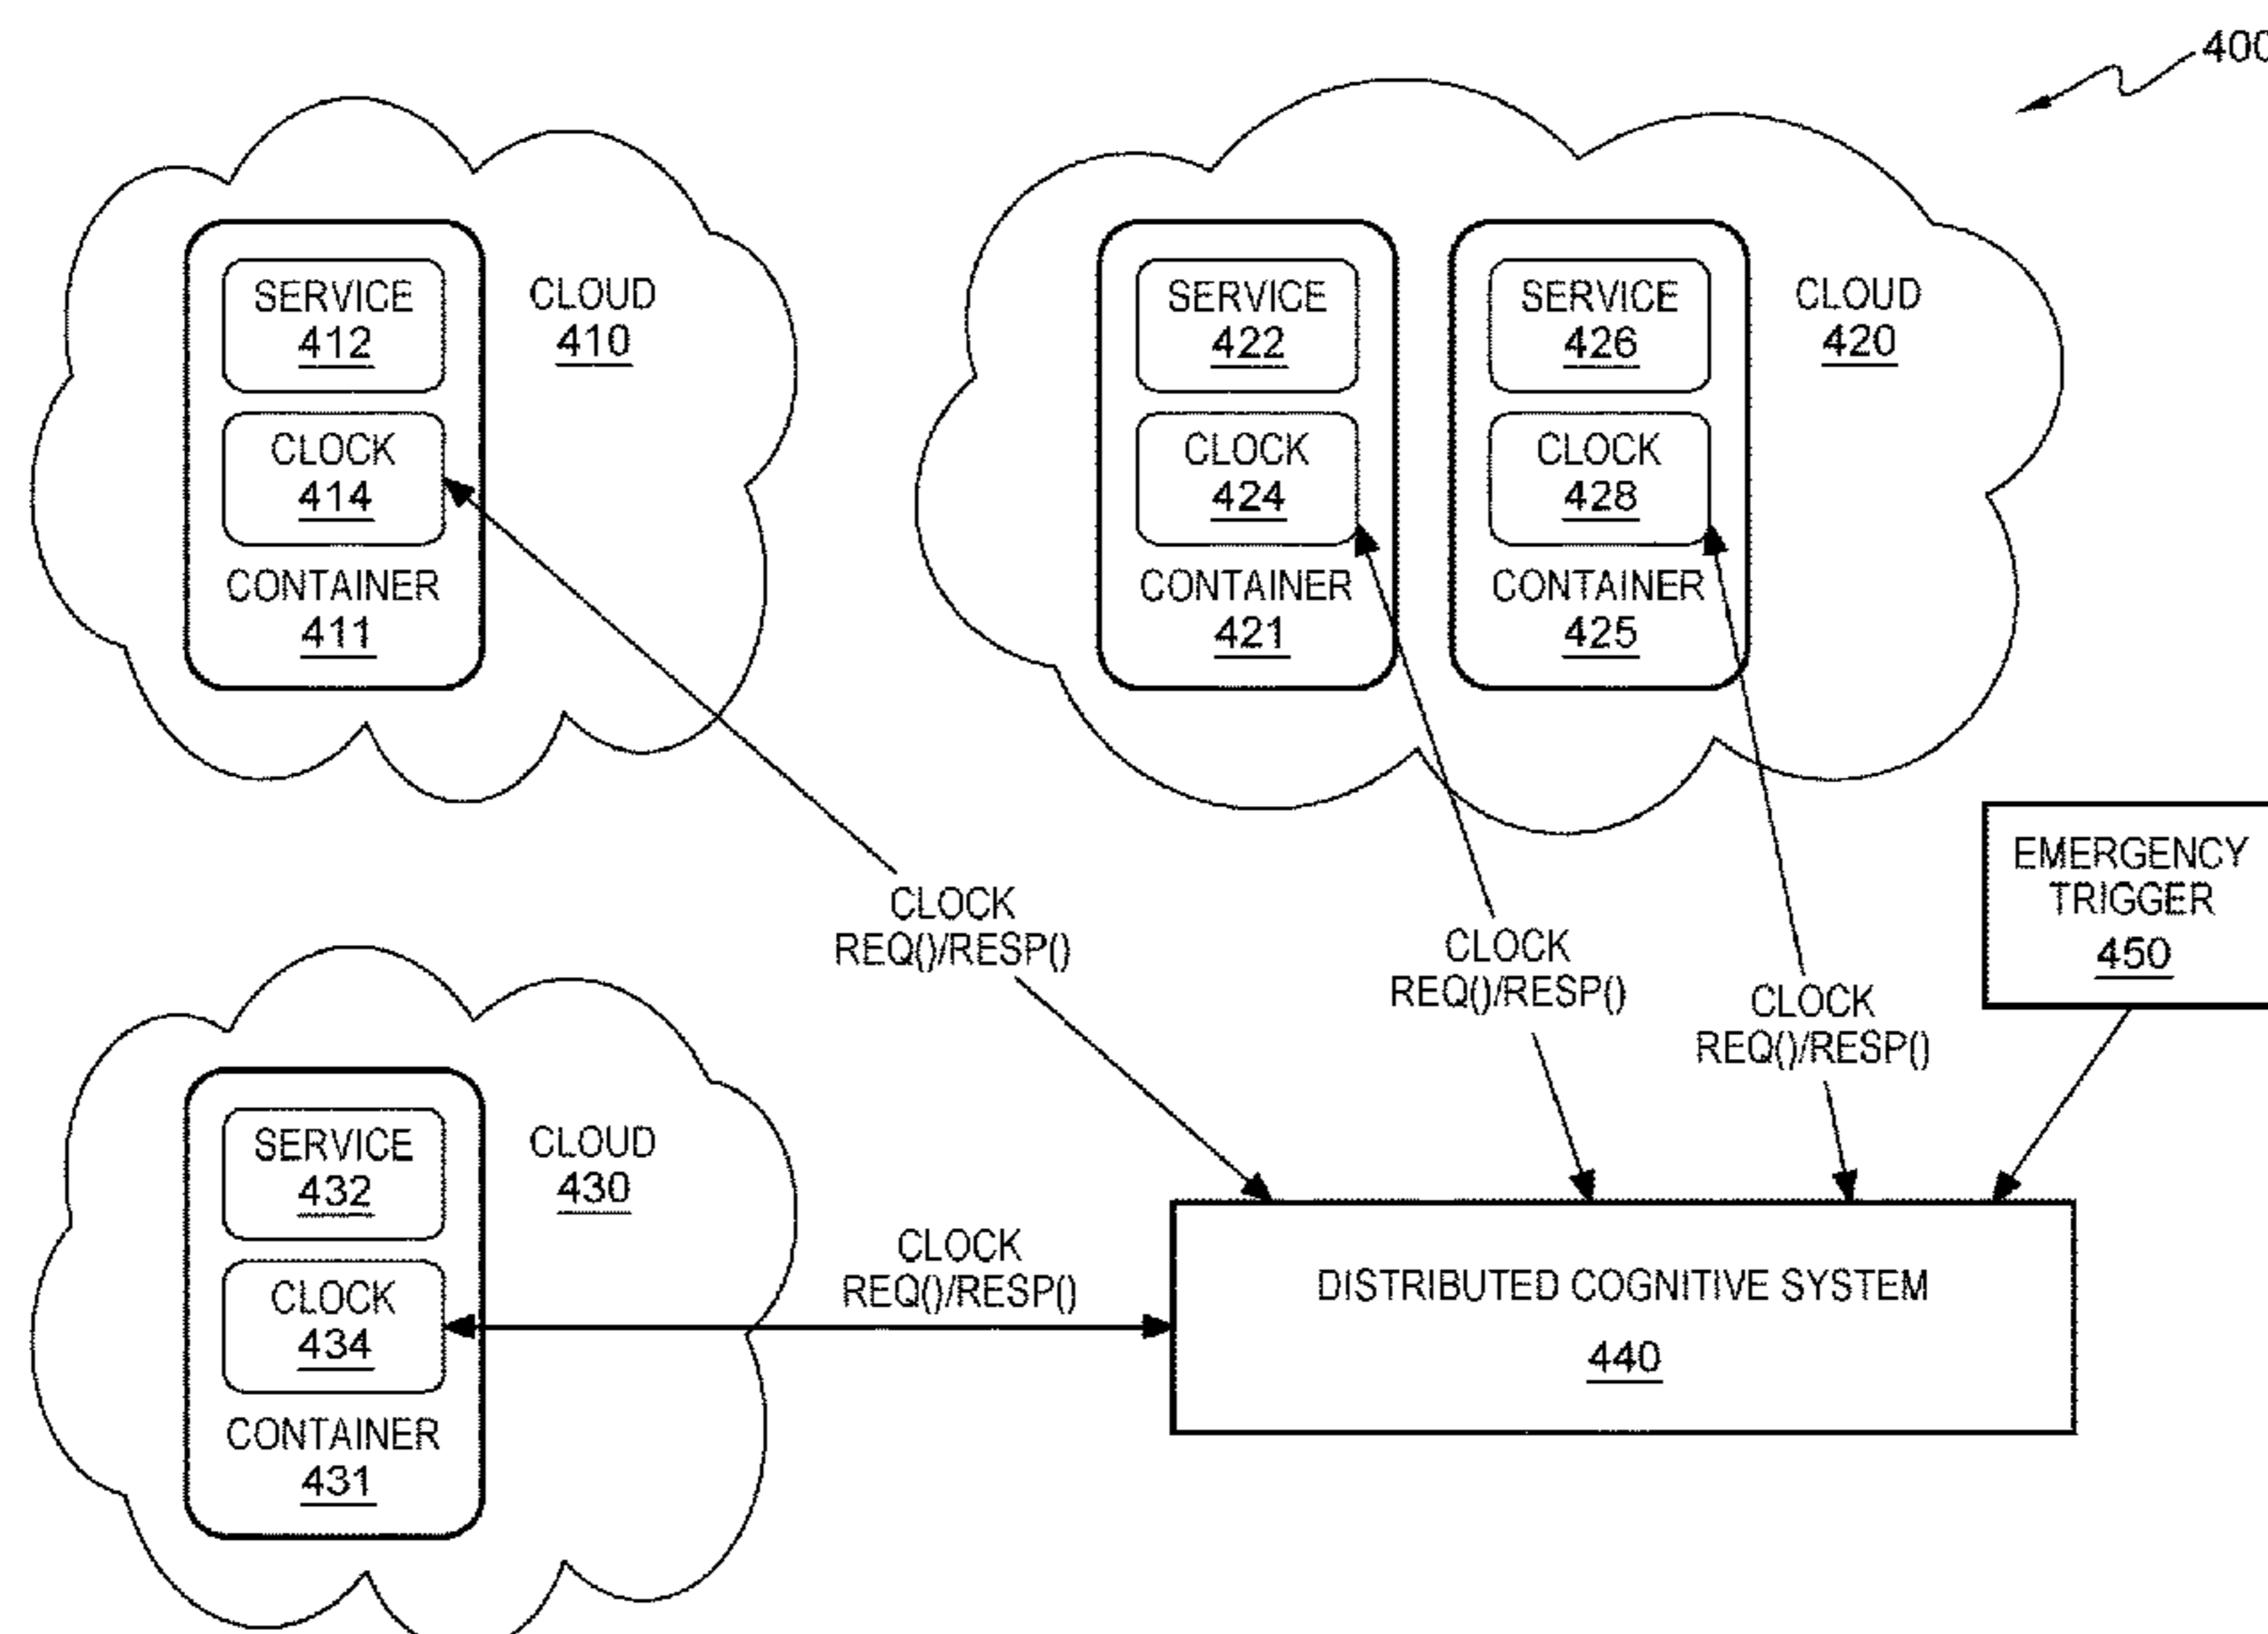 400
SERVICE
412
CLOCK
414
CONTAINER
411
CLOUD
410
SERVICE
422
CLOCK
424
CONTAINER
421
SERVICE
426
CLOCK
428
CONTAINER
425
CLOUD
420
CLOCK
REQ()/RESP()
CLOCK
REQ()/RESP()
CLOCK
REQ()/RESP()
EMERGENCY
TRIGGER
450
SERVICE
432
CLOCK
434
CONTAINER
431
CLOUD
430
CLOCK
REQ()/RESP()
DISTRIBUTED COGNITIVE SYSTEM
440